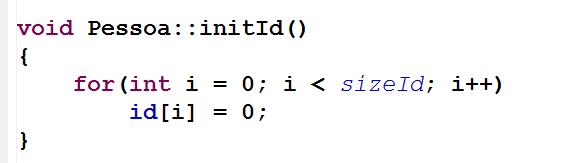 void Pessoa::initId()
{
    for(int i = 0; i < sizeId; i++)
        id[i] = 0;
}